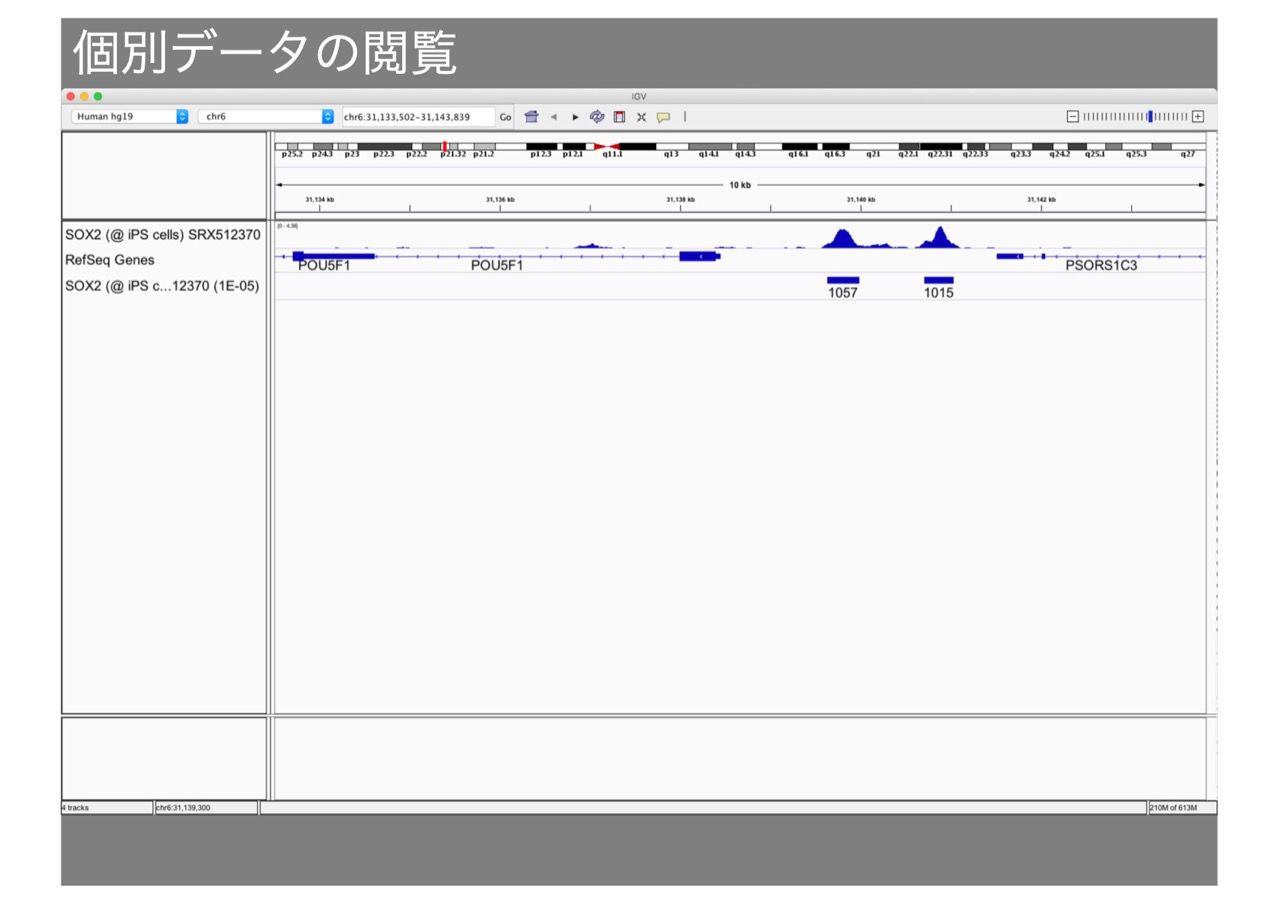 個別データの閲覧
IGV
Human hg19 chr6 chr6:31,133,502-31,143,839 Go
p25.2 p24.3 p23 p22.3 p22.2 p21.32 p21.2 p12.3 p12.1 q11.1 q13 q14.1 q14.3 q16.1 q16.3 q21 q22.1 q22.31 q22.33 q23.3 q24.2 q25.1 q25.3 q27
10 kb
31,134 kb 31,136 kb 31,138 kb 31,140 kb 31,142 kb
[0 - 4.38]
SOX2 (@ iPS cells) SRX512370
RefSeq Genes
POU5F1 POU5F1 PSORS1C3
SOX2 (@ iPS c...12370 (1E-05)
1057 1015
4 tracks chr6:31,139,300 210M of 613M